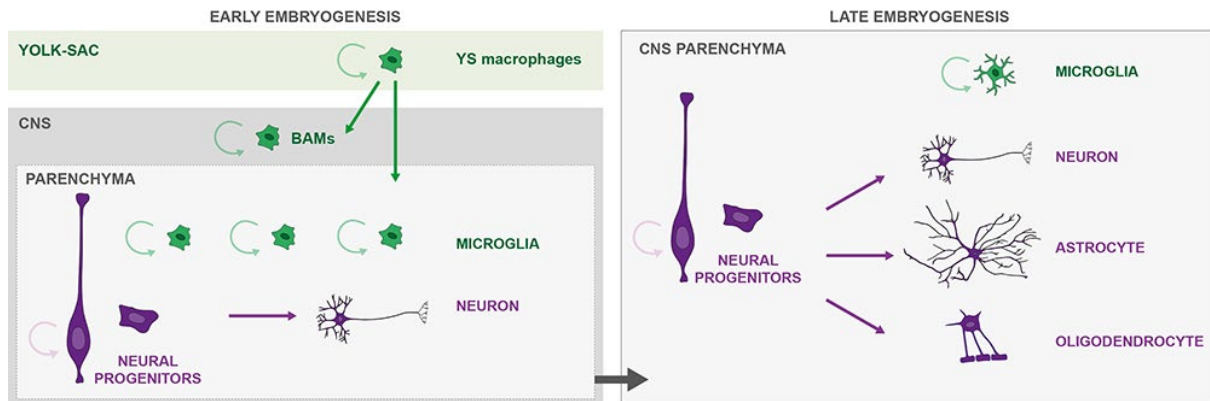 EARLY EMBRYOGENESIS
YOLK-SAC
YS macrophages
CNS
BAMs
PARENCHYMA
MICROGLIA
NEURON
NEURAL
PROGENITORS
LATE EMBRYOGENESIS
CNS PARENCHYMA
MICROGLIA
NEURON
NEURAL
PROGENITORS
ASTROCYTE
OLIGODENDROCYTE